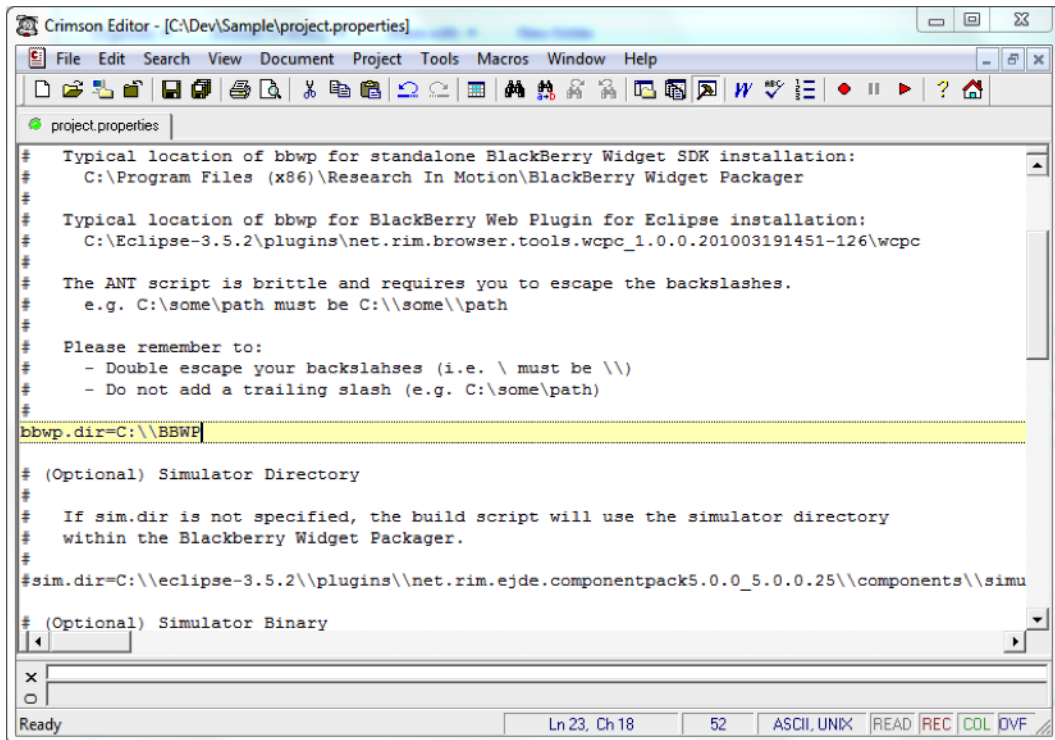 Crimson Editor - [C:\Dev\Sample\project.properties]
File Edit Search View Document Project Tools Macros Window Help
project.properties
#   Typical location of bbwp for standalone BlackBerry Widget SDK installation:
#     C:\Program Files (x86)\Research In Motion\BlackBerry Widget Packager
#
#   Typical location of bbwp for BlackBerry Web Plugin for Eclipse installation:
#     C:\Eclipse-3.5.2\plugins\net.rim.browser.tools.wcpc_1.0.0.201003191451-126\wcpc
#
#   The ANT script is brittle and requires you to escape the backslashes.
#     e.g. C:\some\path must be C:\\some\\path
#
#   Please remember to:
#     - Double escape your backslahses (i.e. \ must be \\)
#     - Do not add a trailing slash (e.g. C:\some\path)
#
bbwp.dir=C:\\BBWP
# (Optional) Simulator Directory
#
#   If sim.dir is not specified, the build script will use the simulator directory
#   within the Blackberry Widget Packager.
#
#sim.dir=C:\\eclipse-3.5.2\\plugins\\net.rim.ejde.componentpack5.0.0_5.0.0.25\\components\\simu
# (Optional) Simulator Binary
Ready Ln 23, Ch 18 52 ASCII, UNIX READ REC COL OVF